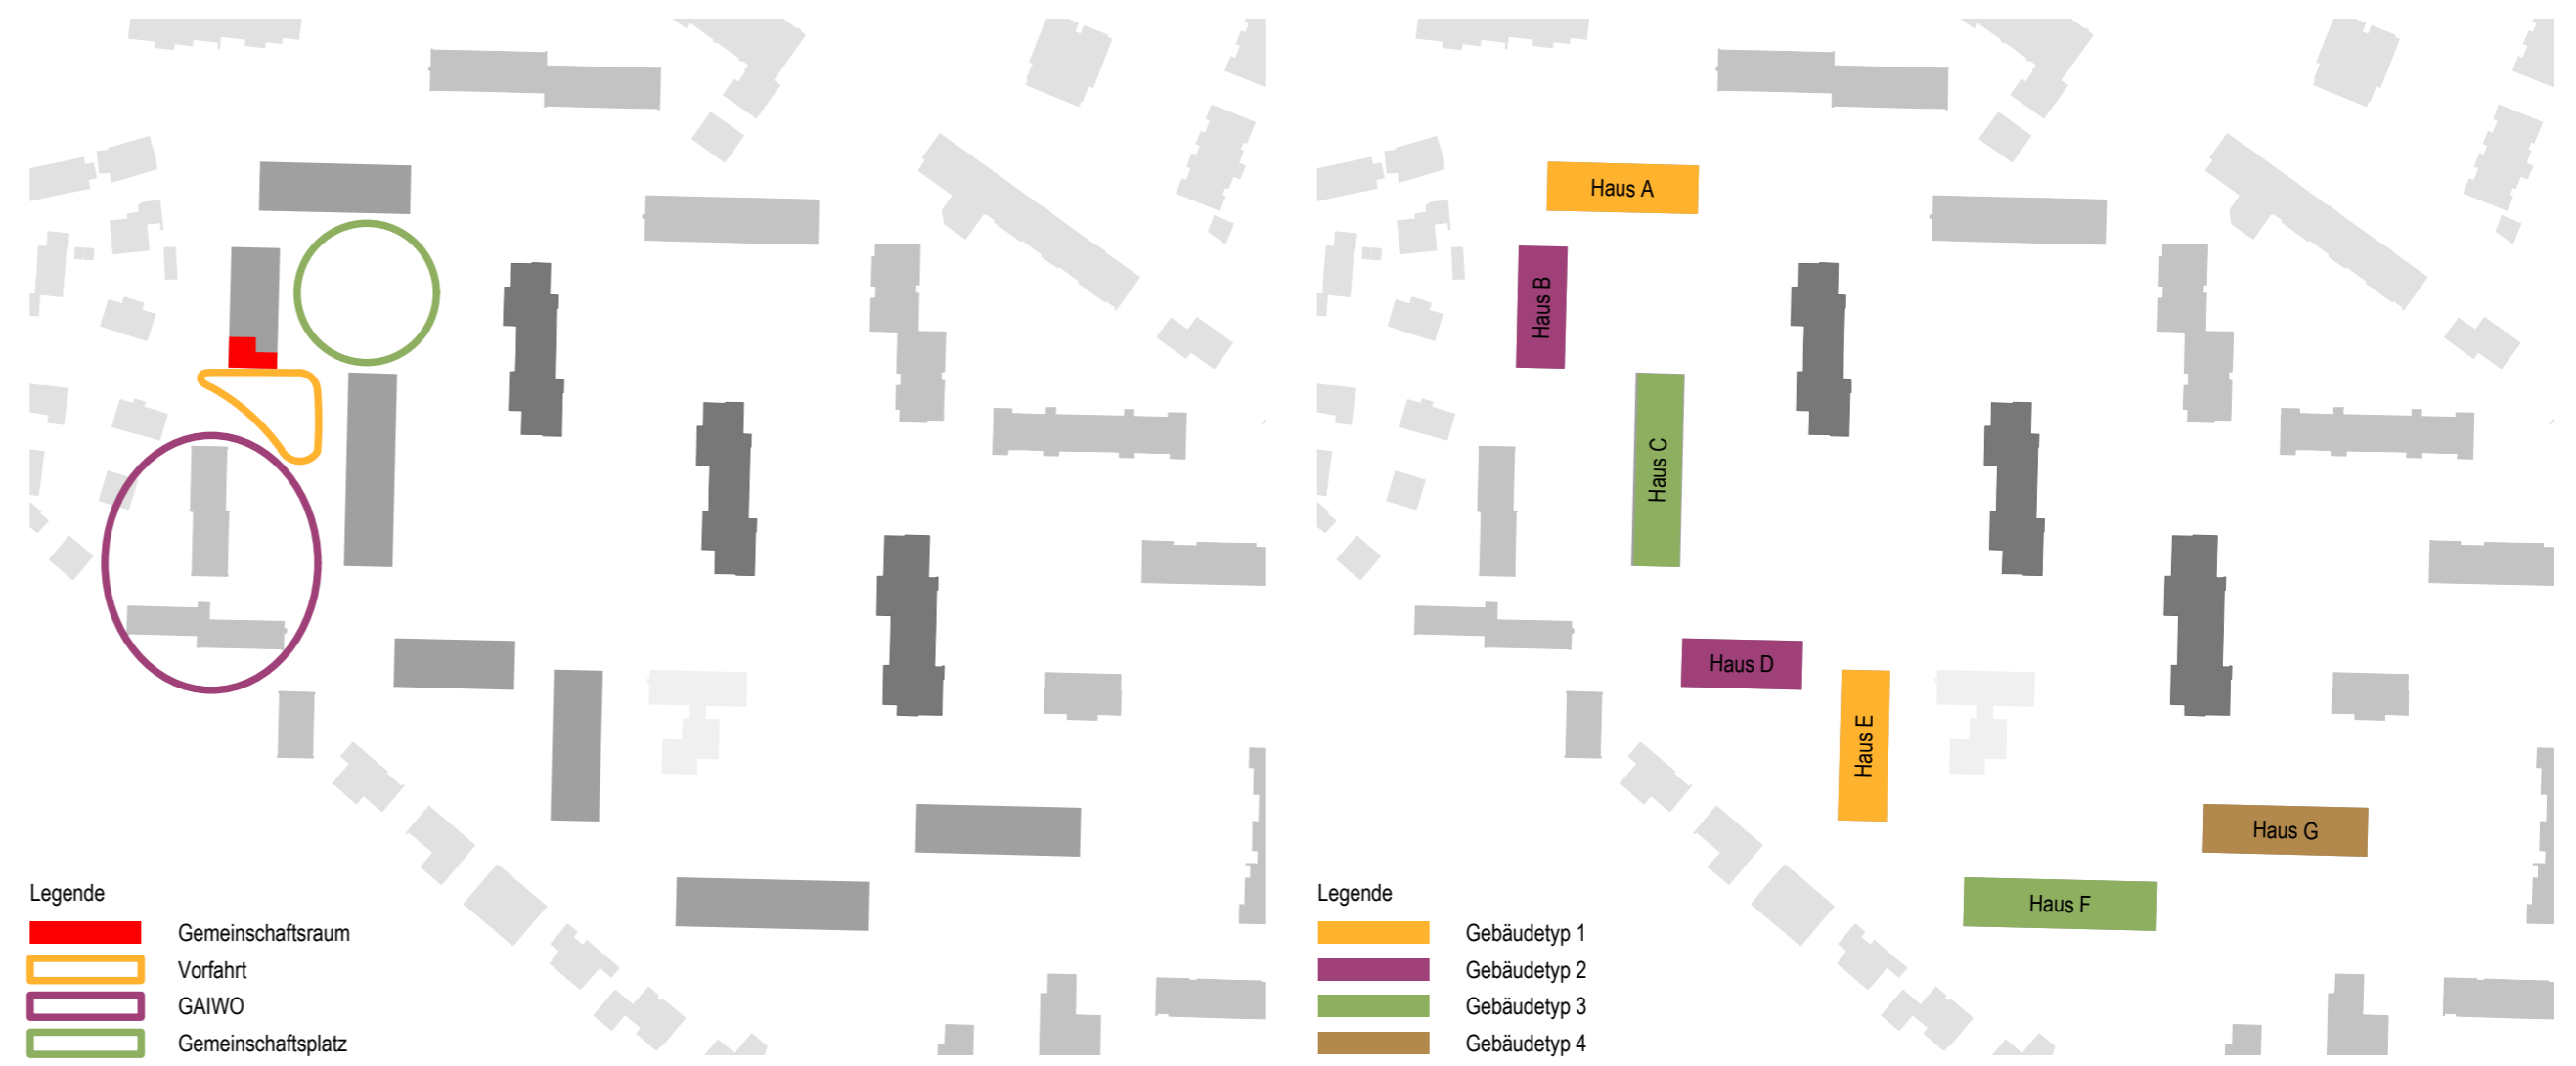 Legende
Gemeinschaftsraum
Vorfahrt
GAIWO
Gemeinschaftsplatz
Haus A
Haus B
Haus C
Haus D
Haus E
Haus G
Haus F
Legende
Gebäudetyp 1
Gebäudetyp 2
Gebäudetyp 3
Gebäudetyp 4